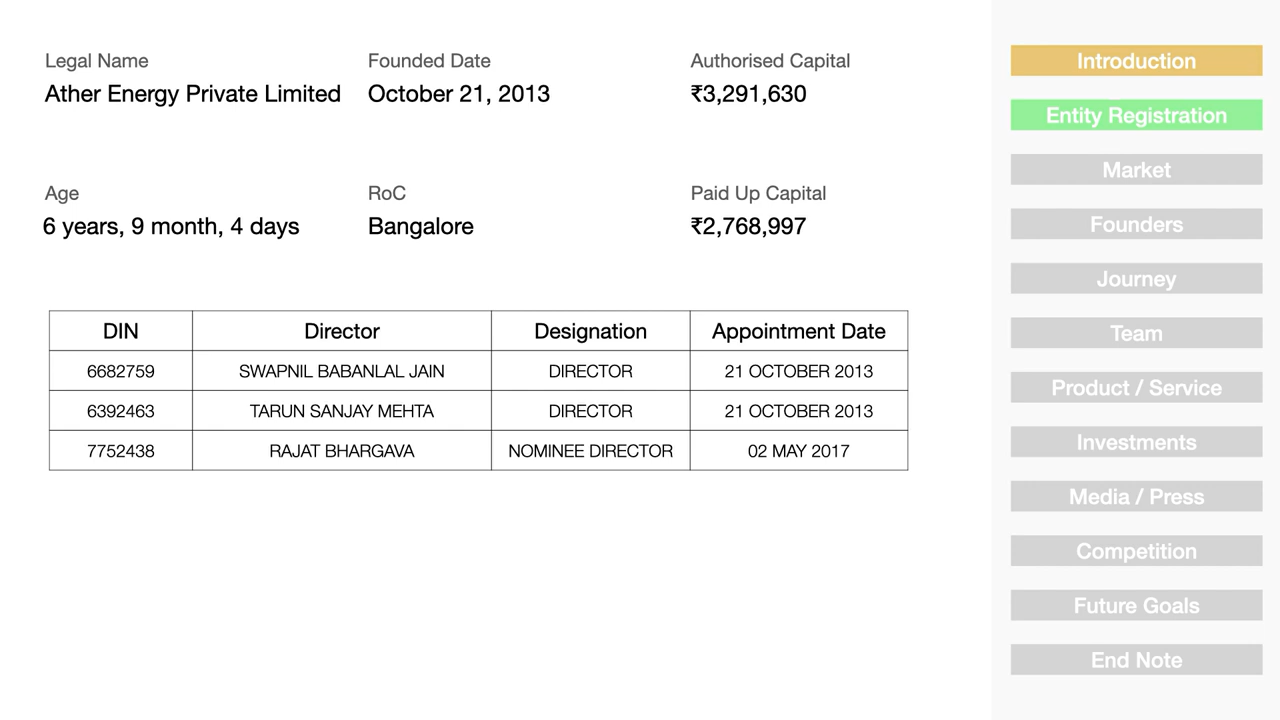 Legal Name Founded Date Authorised Capital
Ather Energy Private Limited October 21, 2013 ₹3,291,630
Age RoC Paid Up Capital
6 years, 9 month, 4 days Bangalore ₹2,768,997
DIN Director Designation Appointment Date
6682759 SWAPNIL BABANLAL JAIN DIRECTOR 21 OCTOBER 2013
6392463 TARUN SANJAY MEHTA DIRECTOR 21 OCTOBER 2013
7752438 RAJAT BHARGAVA NOMINEE DIRECTOR 02 MAY 2017
Introduction
Entity Registration
Market
Founders
Journey
Team
Product / Service
Investments
Media / Press
Competition
Future Goals
End Note